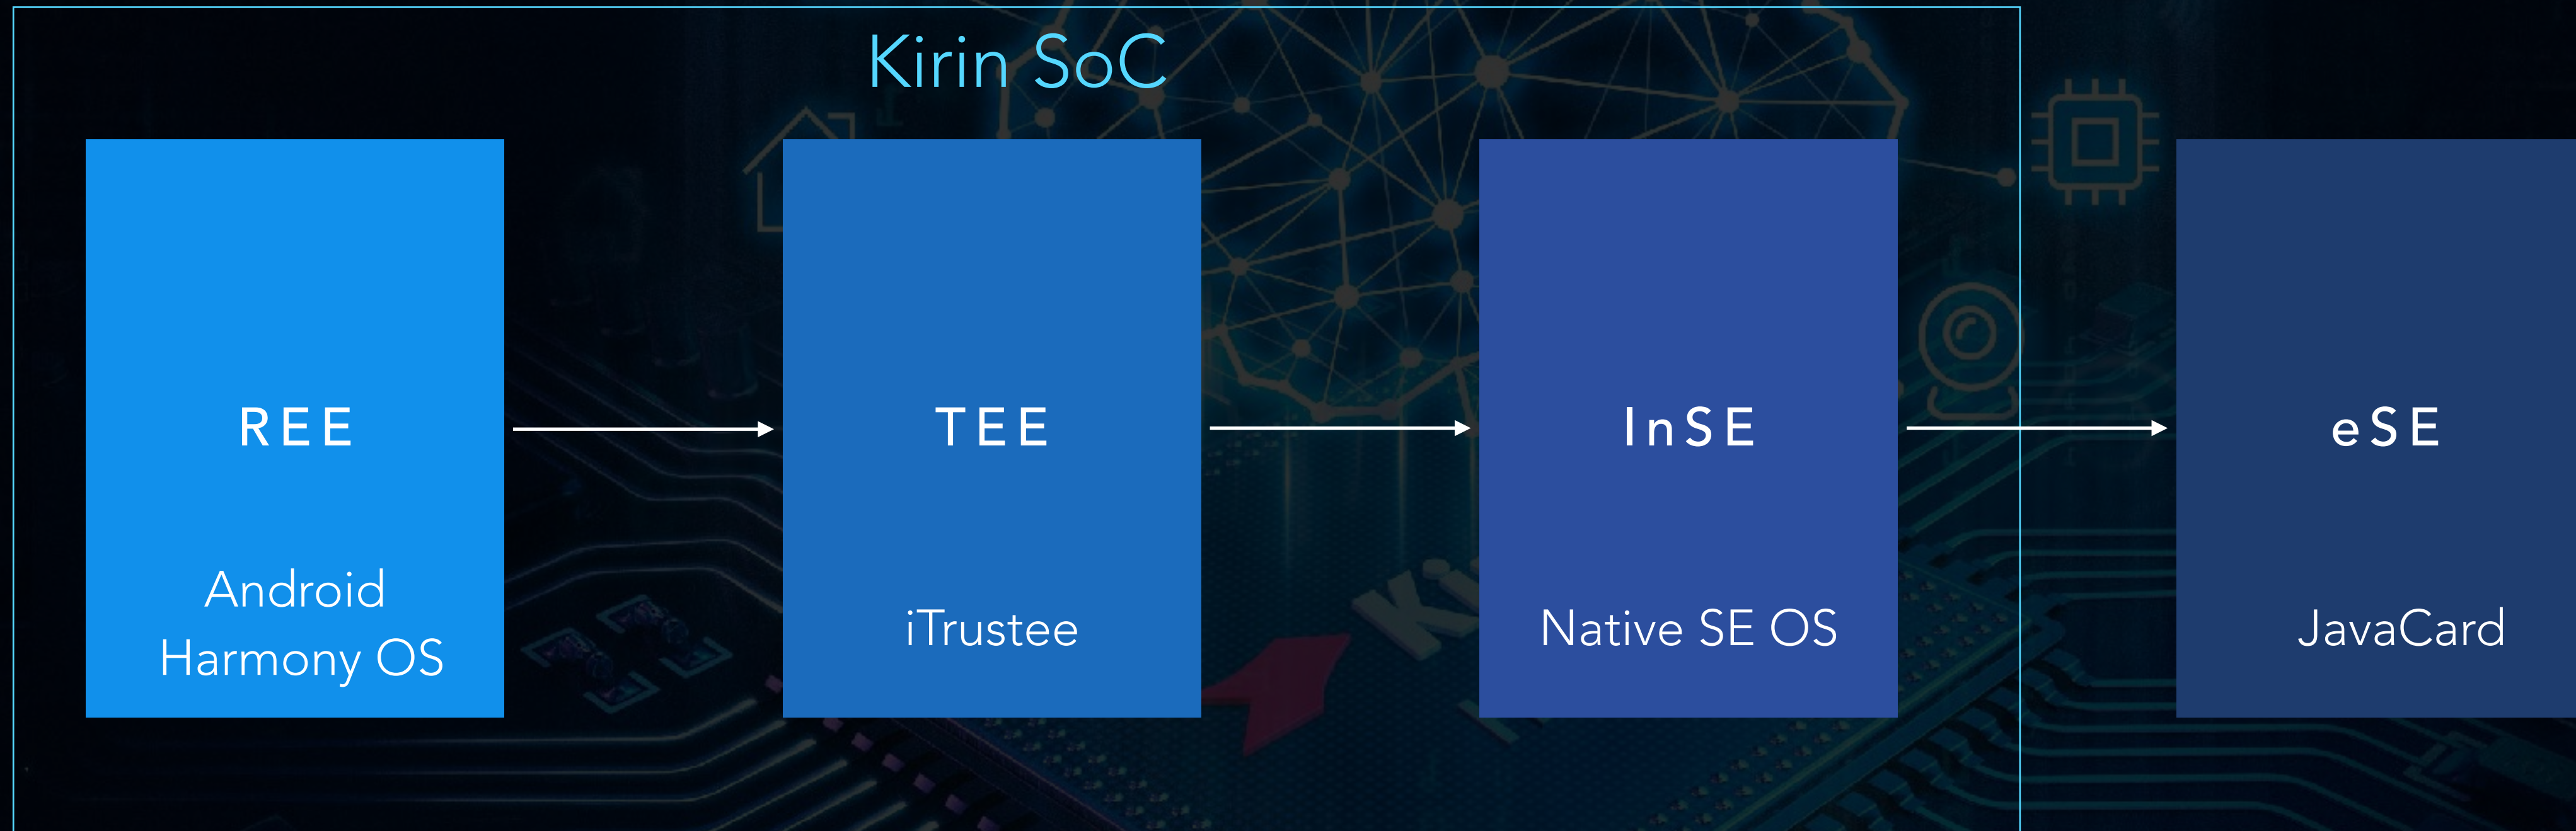 Kirin SoC
REE
Android
Harmony OS
TEE
iTrustee
InSE
Native SE OS
eSE
JavaCard